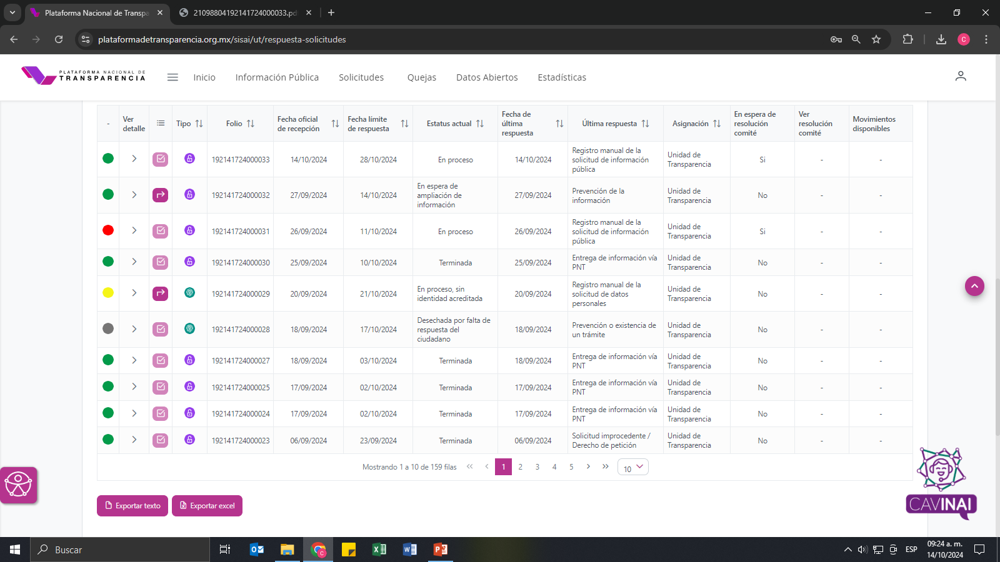 Plataforma Nacional de Transpa
21098804192141724000033.pd
plataformadetransparencia.org.mx/sisai/ut/respuesta-solicitudes
C
PLATAFORMA NACIONAL DE
TRANSPARENCIA
Inicio
Información Pública
Solicitudes
Quejas
Datos Abiertos
Estadísticas
-
Ver
detalle
Tipo
Folio
Fecha oficial
de recepción
Fecha límite
de respuesta
Estatus actual
Fecha de
última
respuesta
Última respuesta
Asignación
En espera de
resolución
comité
Ver
resolución
comité
Movimientos
disponibles
192141724000033
14/10/2024
28/10/2024
En proceso
14/10/2024
Registro manual de la
solicitud de información
pública
Unidad de
Transparencia
Si
-
-
192141724000032
27/09/2024
14/10/2024
En espera de
ampliación de
información
27/09/2024
Prevención de la
información
Unidad de
Transparencia
No
-
-
192141724000031
26/09/2024
11/10/2024
En proceso
26/09/2024
Registro manual de la
solicitud de información
pública
Unidad de
Transparencia
Si
-
-
192141724000030
25/09/2024
10/10/2024
Terminada
25/09/2024
Entrega de información vía
PNT
Unidad de
Transparencia
No
-
-
192141724000029
20/09/2024
21/10/2024
En proceso, sin
identidad acreditada
20/09/2024
Registro manual de la
solicitud de datos
personales
Unidad de
Transparencia
No
-
-
192141724000028
18/09/2024
17/10/2024
Desechada por falta de
respuesta del
ciudadano
18/09/2024
Prevención o existencia de
un trámite
Unidad de
Transparencia
No
-
-
192141724000027
18/09/2024
03/10/2024
Terminada
18/09/2024
Entrega de información vía
PNT
Unidad de
Transparencia
No
-
-
192141724000025
17/09/2024
02/10/2024
Terminada
17/09/2024
Entrega de información vía
PNT
Unidad de
Transparencia
No
-
-
192141724000024
17/09/2024
02/10/2024
Terminada
17/09/2024
Entrega de información vía
PNT
Unidad de
Transparencia
No
-
-
192141724000023
06/09/2024
23/09/2024
Terminada
06/09/2024
Solicitud improcedente /
Derecho de petición
Unidad de
Transparencia
No
-
-
Mostrando 1 a 10 de 159 filas
1
2
3
4
5
10
Exportar texto
Exportar excel
CAVINAI
Buscar
ESP
09:24 a. m.
14/10/2024